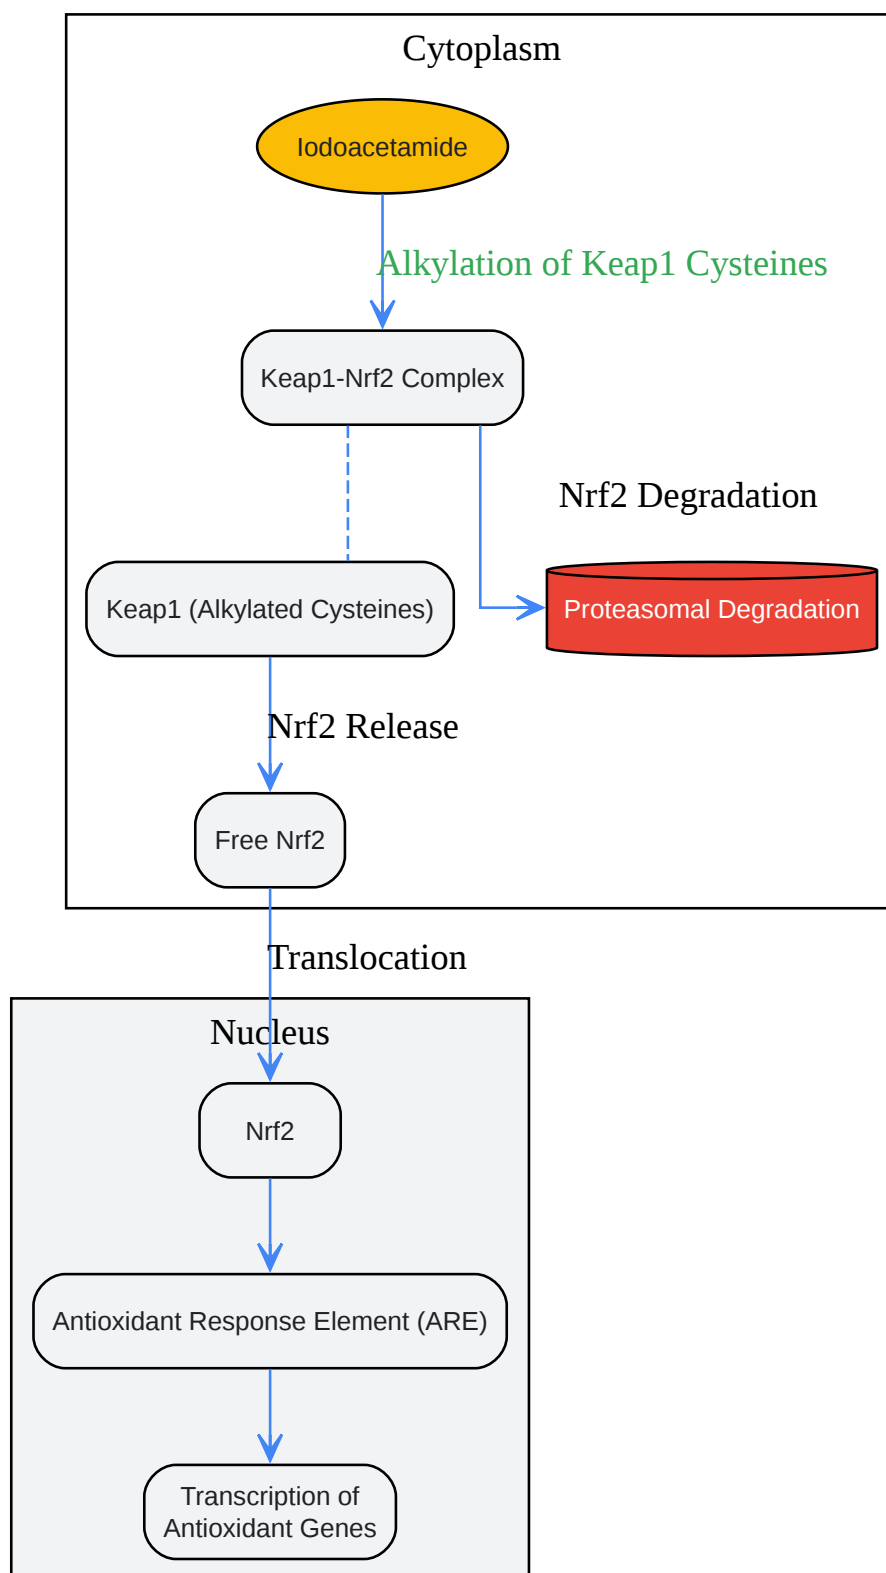 Cytoplasm
Iodoacetamide
Alkylation of Keap1 Cysteines
Keap1-Nrf2 Complex
Nrf2 Degradation
Keap1 (Alkylated Cysteines)
Proteasomal Degradation
Nrf2 Release
Free Nrf2
Translocation
Nucleus
Nrf2
Antioxidant Response Element (ARE)
Transcription of
Antioxidant Genes